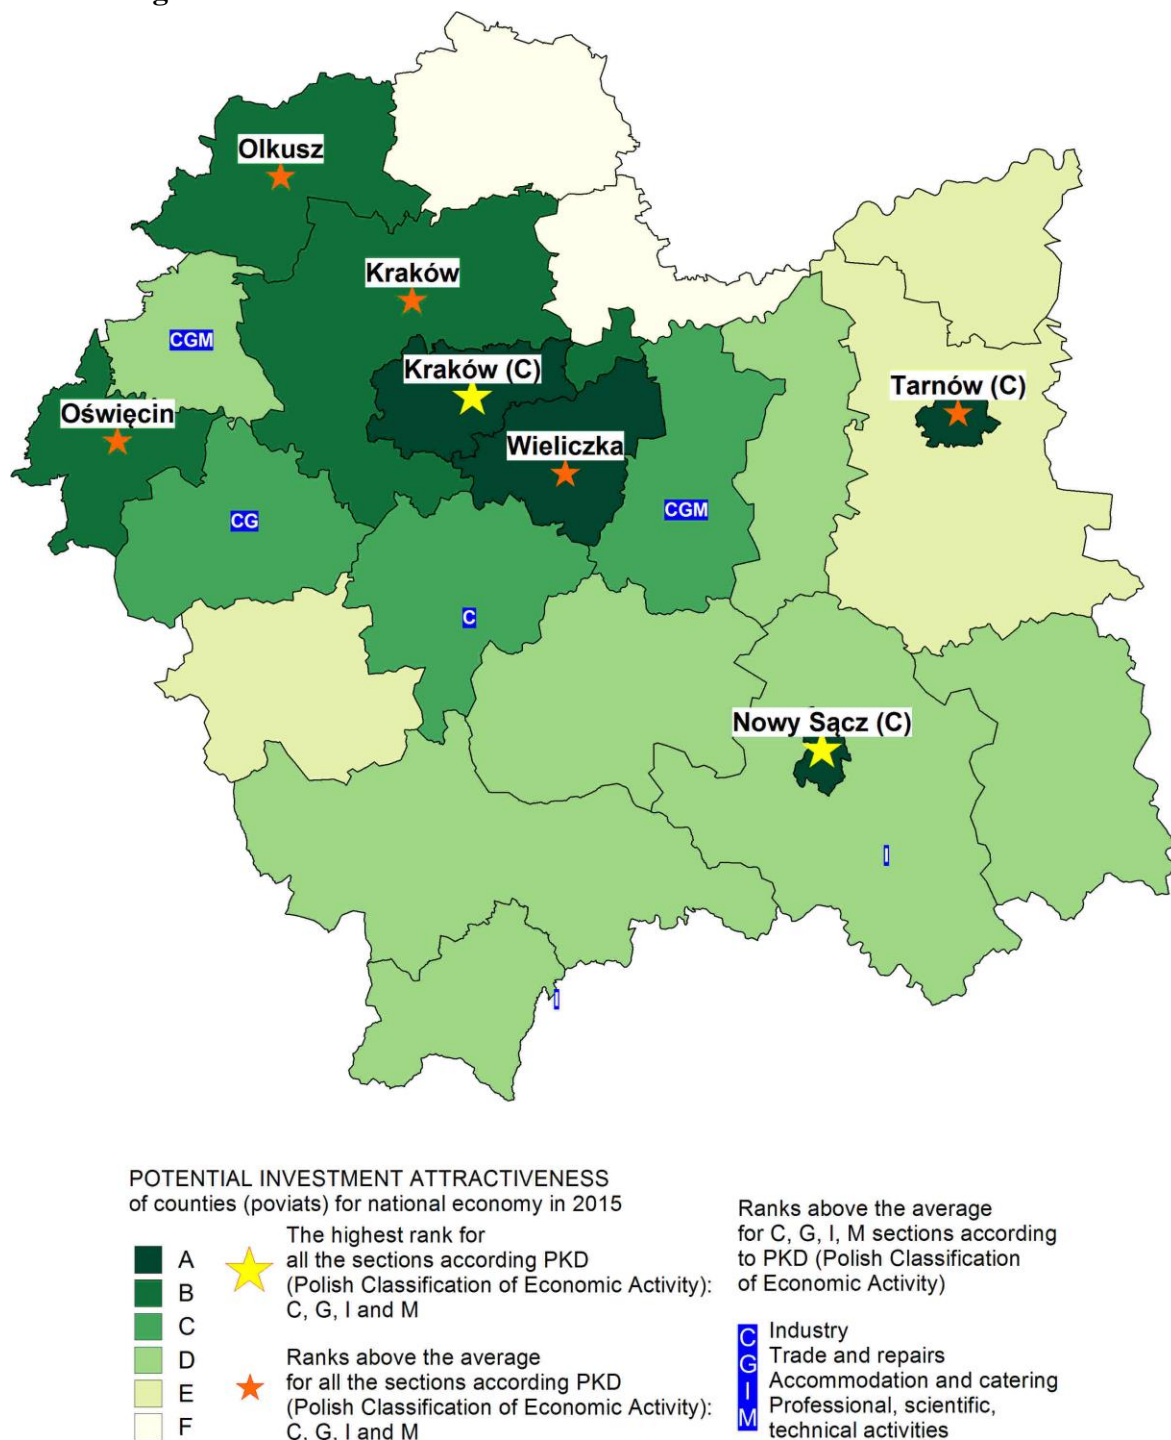 Olkusz
Kraków
CGM
Kraków (C)
Tarnów (C)
Oświęcin
Wieliczka
CG
CGM
C
Nowy Sącz (C)
I
I
POTENTIAL INVESTMENT ATTRACTIVENESS
of counties (poviats) for national economy in 2015
A
B
C
D
E
F
The highest rank for
all the sections according PKD
(Polish Classification of Economic Activity):
C, G, I and M
Ranks above the average
for all the sections according PKD
(Polish Classification of Economic Activity):
C, G, I and M
Ranks above the average
for C, G, I, M sections according
to PKD (Polish Classification
of Economic Activity)
C Industry
G Trade and repairs
I Accommodation and catering
M Professional, scientific,
technical activities